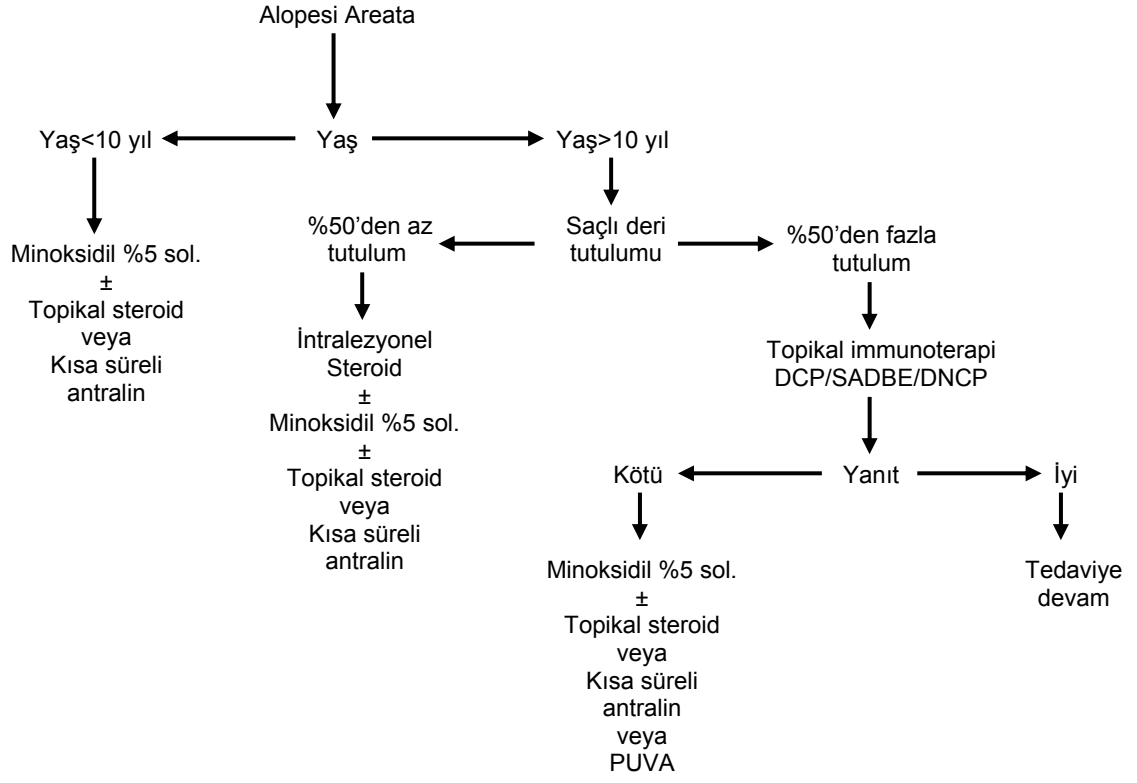 Alopesi Areata
Yaş<10 yıl
Yaş
Yaş>10 yıl
Minoksidil %5 sol.
±
Topikal steroid
veya
Kısa süreli
antralin
%50’den az
tutulum
Saçlı deri
tutulumu
%50’den fazla
tutulum
İntralezyonel
Steroid
±
Minoksidil %5 sol.
±
Topikal steroid
veya
Kısa süreli
antralin
Topikal immunoterapi
DCP/SADBE/DNCP
Kötü
Yanıt
İyi
Minoksidil %5 sol.
±
Topikal steroid
veya
Kısa süreli
antralin
veya
PUVA
Tedaviye
devam